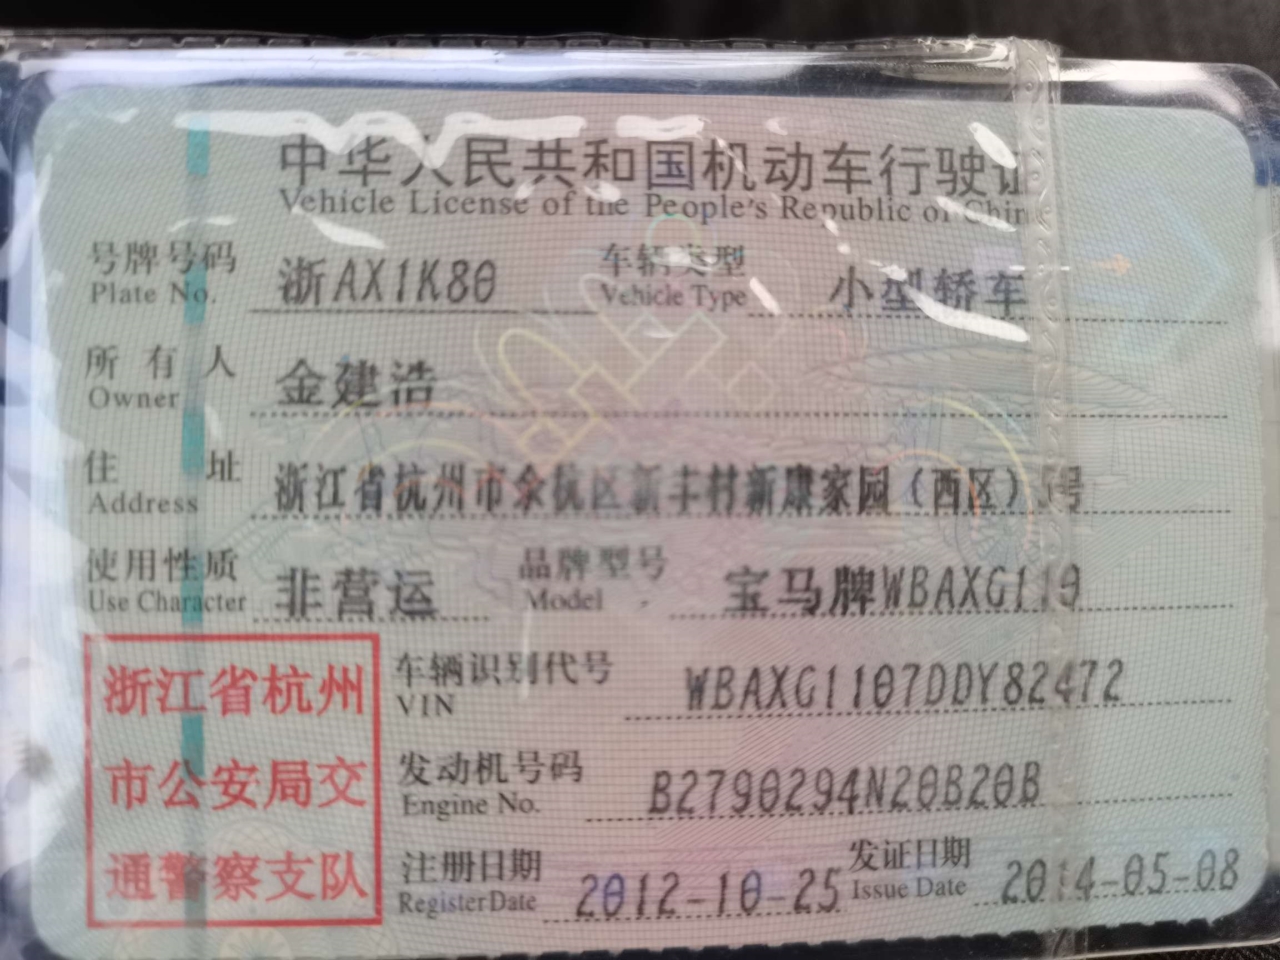 中华人民共和国机动车行驶证
Vehicle License of the People's Republic of China
号牌号码 浙AX1K80 车辆类型 小型轿车
Plate No. Vehicle Type
所有人 金建浩
Owner
住址 浙江省杭州市余杭区新丰村新康家园(西区) 号
Address
使用性质 非营运 品牌型号 宝马牌WBAXG110
Use Character Model
浙江省杭州 车辆识别代号 WBAXG1107DDY82472
VIN
市公安局交 发动机号码 B2790294N20B20B
Engine No.
通警察支队 注册日期 2012-10-25 发证日期 2014-05-08
Register Date Issue Date